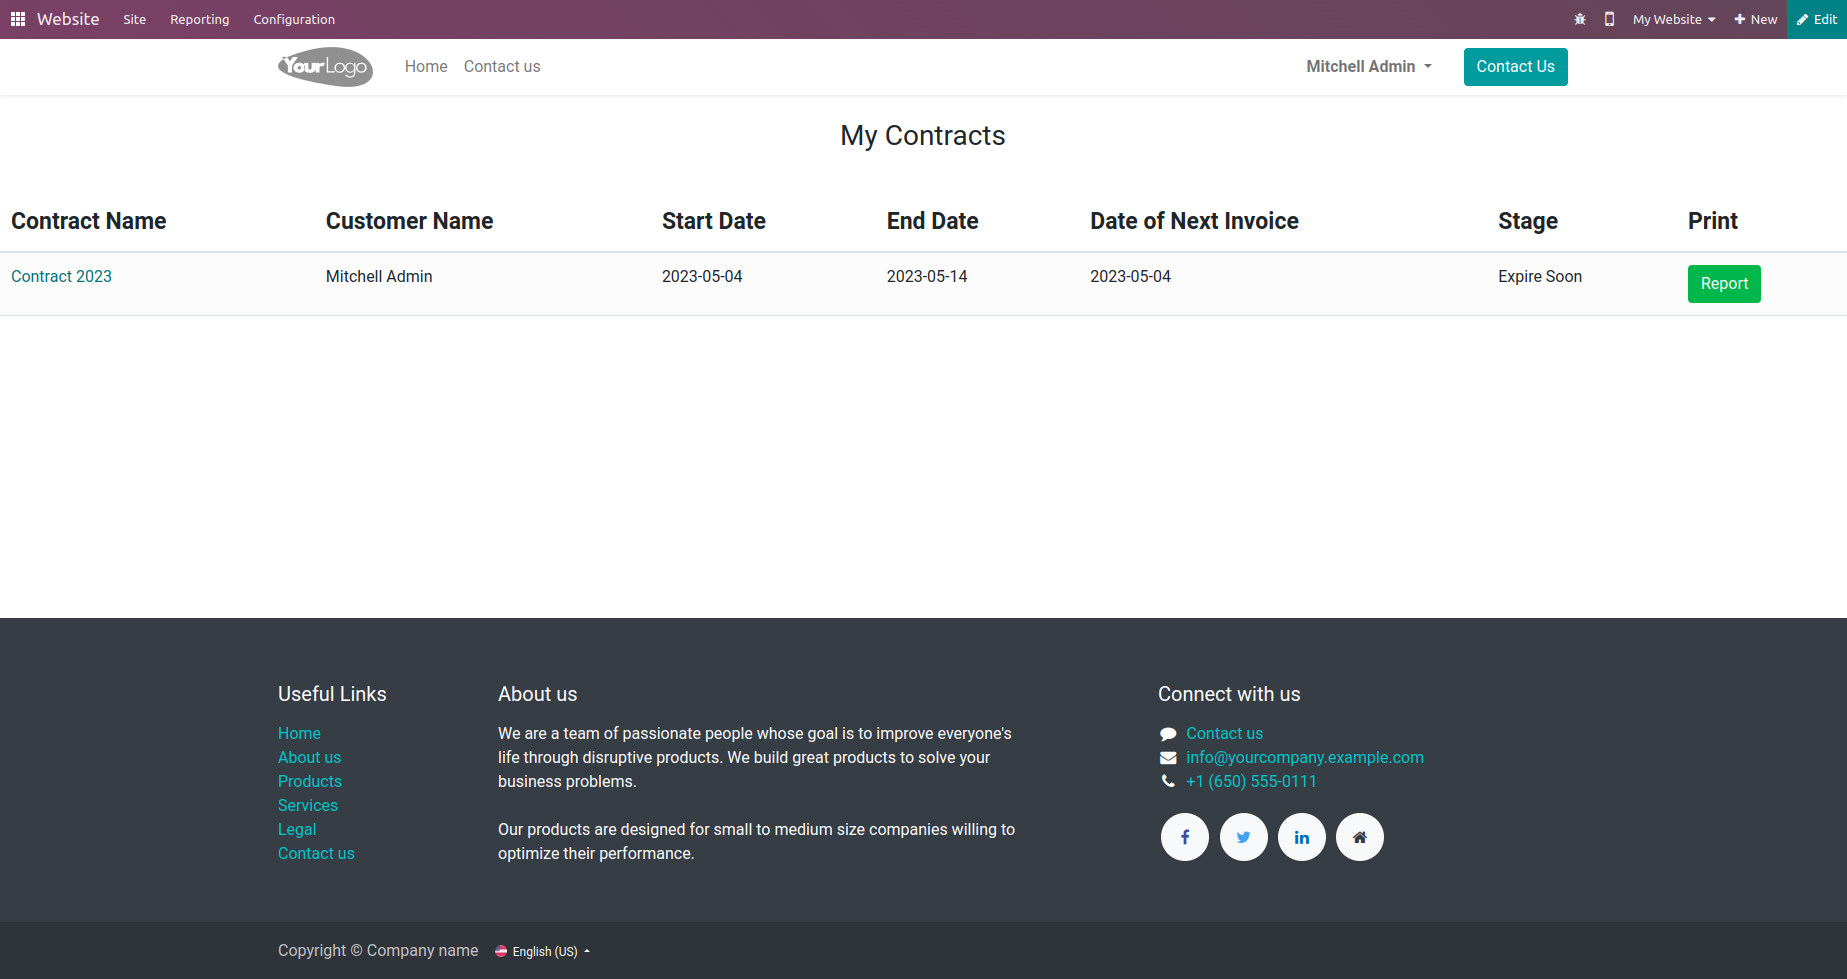 Website Site Reporting Configuration My Website New Edit
YourLogo Home Contact us Mitchell Admin Contact Us
My Contracts
Contract Name Customer Name Start Date End Date Date of Next Invoice Stage Print
Contract 2023 Mitchell Admin 2023-05-04 2023-05-14 2023-05-04 Expire Soon Report
Useful Links
Home
About us
Products
Services
Legal
Contact us
About us
We are a team of passionate people whose goal is to improve everyone's
life through disruptive products. We build great products to solve your
business problems.
Our products are designed for small to medium size companies willing to
optimize their performance.
Connect with us
Contact us
info@yourcompany.example.com
+1 (650) 555-0111
Copyright © Company name English (US)